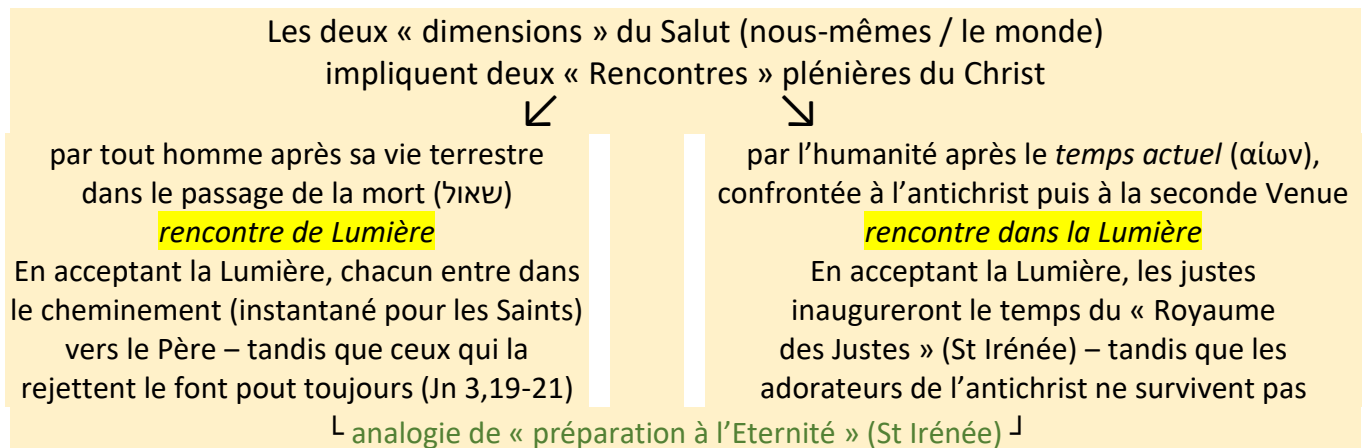 Les deux « dimensions » du Salut (nous-mêmes / le monde)
impliquent deux « Rencontres » plénières du Christ
↙ ↘
par tout homme après sa vie terrestre
dans le passage de la mort (שאול)
rencontre de Lumière
En acceptant la Lumière, chacun entre dans
le cheminement (instantané pour les Saints)
vers le Père – tandis que ceux qui la
rejettent le font pout toujours (Jn 3,19-21)
par l’humanité après le temps actuel (αίων),
confrontée à l’antichrist puis à la seconde Venue
rencontre dans la Lumière
En acceptant la Lumière, les justes
inaugureront le temps du « Royaume
des Justes » (St Irénée) – tandis que les
adorateurs de l’antichrist ne survivent pas
└ analogie de « préparation à l’Eternité » (St Irénée) ┘